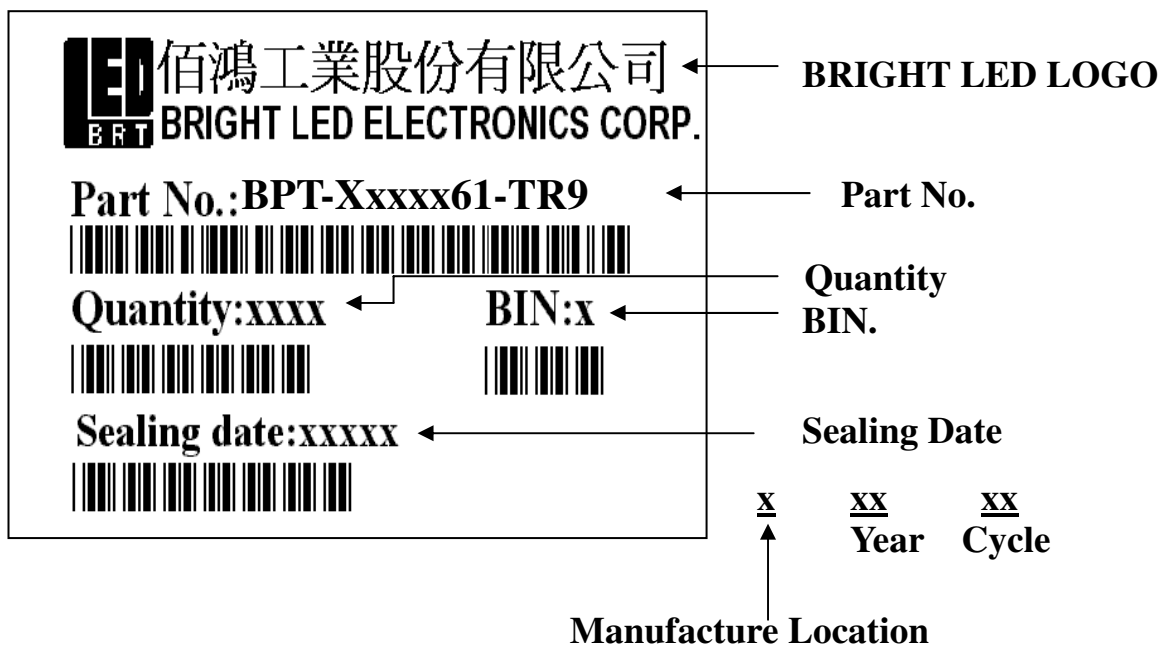 LED
BRT
佰鴻工業股份有限公司
BRIGHT LED ELECTRONICS CORP.
BRIGHT LED LOGO
Part No.:BPT-Xxxxx61-TR9
Part No.
Quantity:xxxx
BIN:x
Quantity
BIN.
Sealing date:xxxxx
Sealing Date
x xx xx
Year Cycle
Manufacture Location